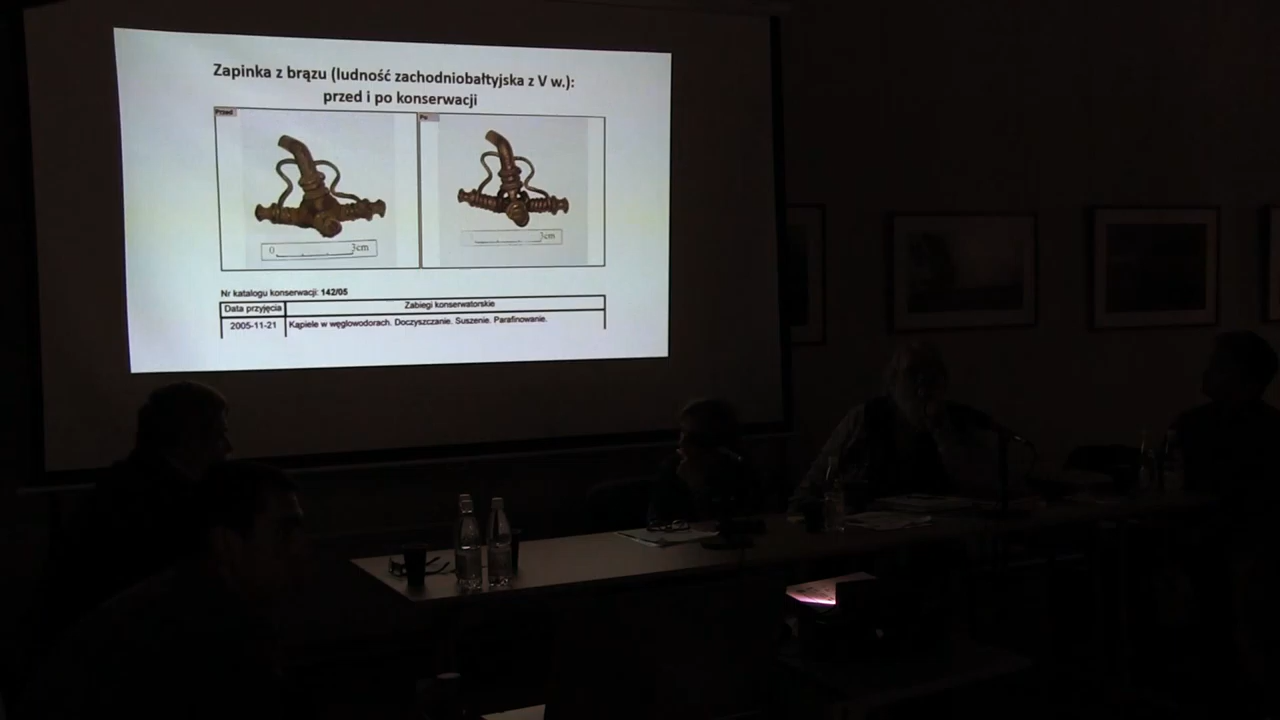 Zapinka z brązu (ludność zachodniobałtyjska z V w.):
przed i po konserwacji
Przed
Po
0 3cm
3cm
Nr katalogu konserwacji: 142/05
Data przyjęcia Zabiegi konserwatorskie
2005-11-21 Kąpiele w węglowodorach. Doczyszczanie. Suszenie. Parafinowanie.